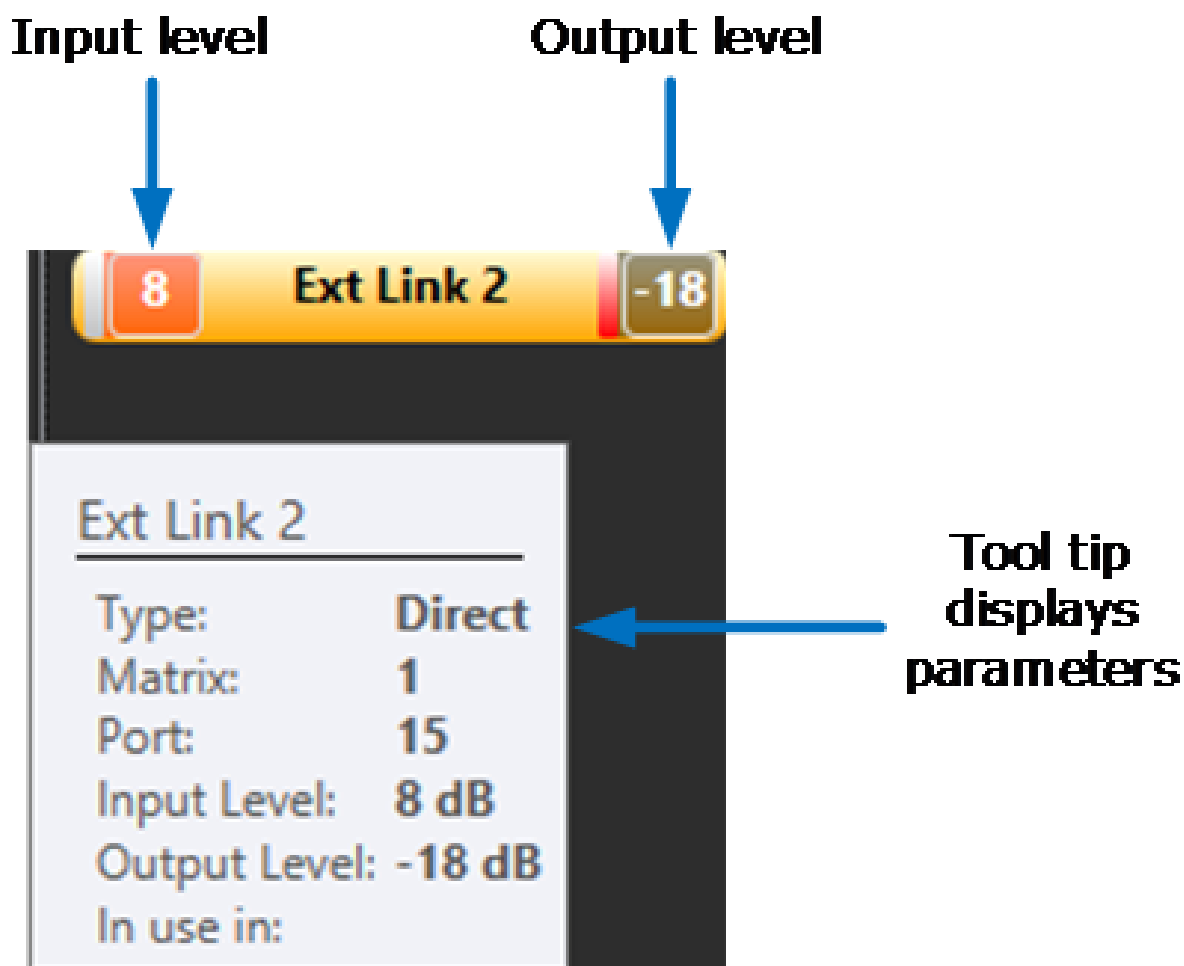 Input level Output level
8 Ext Link 2 -18
Ext Link 2
Type: Direct
Matrix: 1
Port: 15
Input Level: 8 dB
Output Level: -18 dB
In use in:
Tool tip
displays
parameters